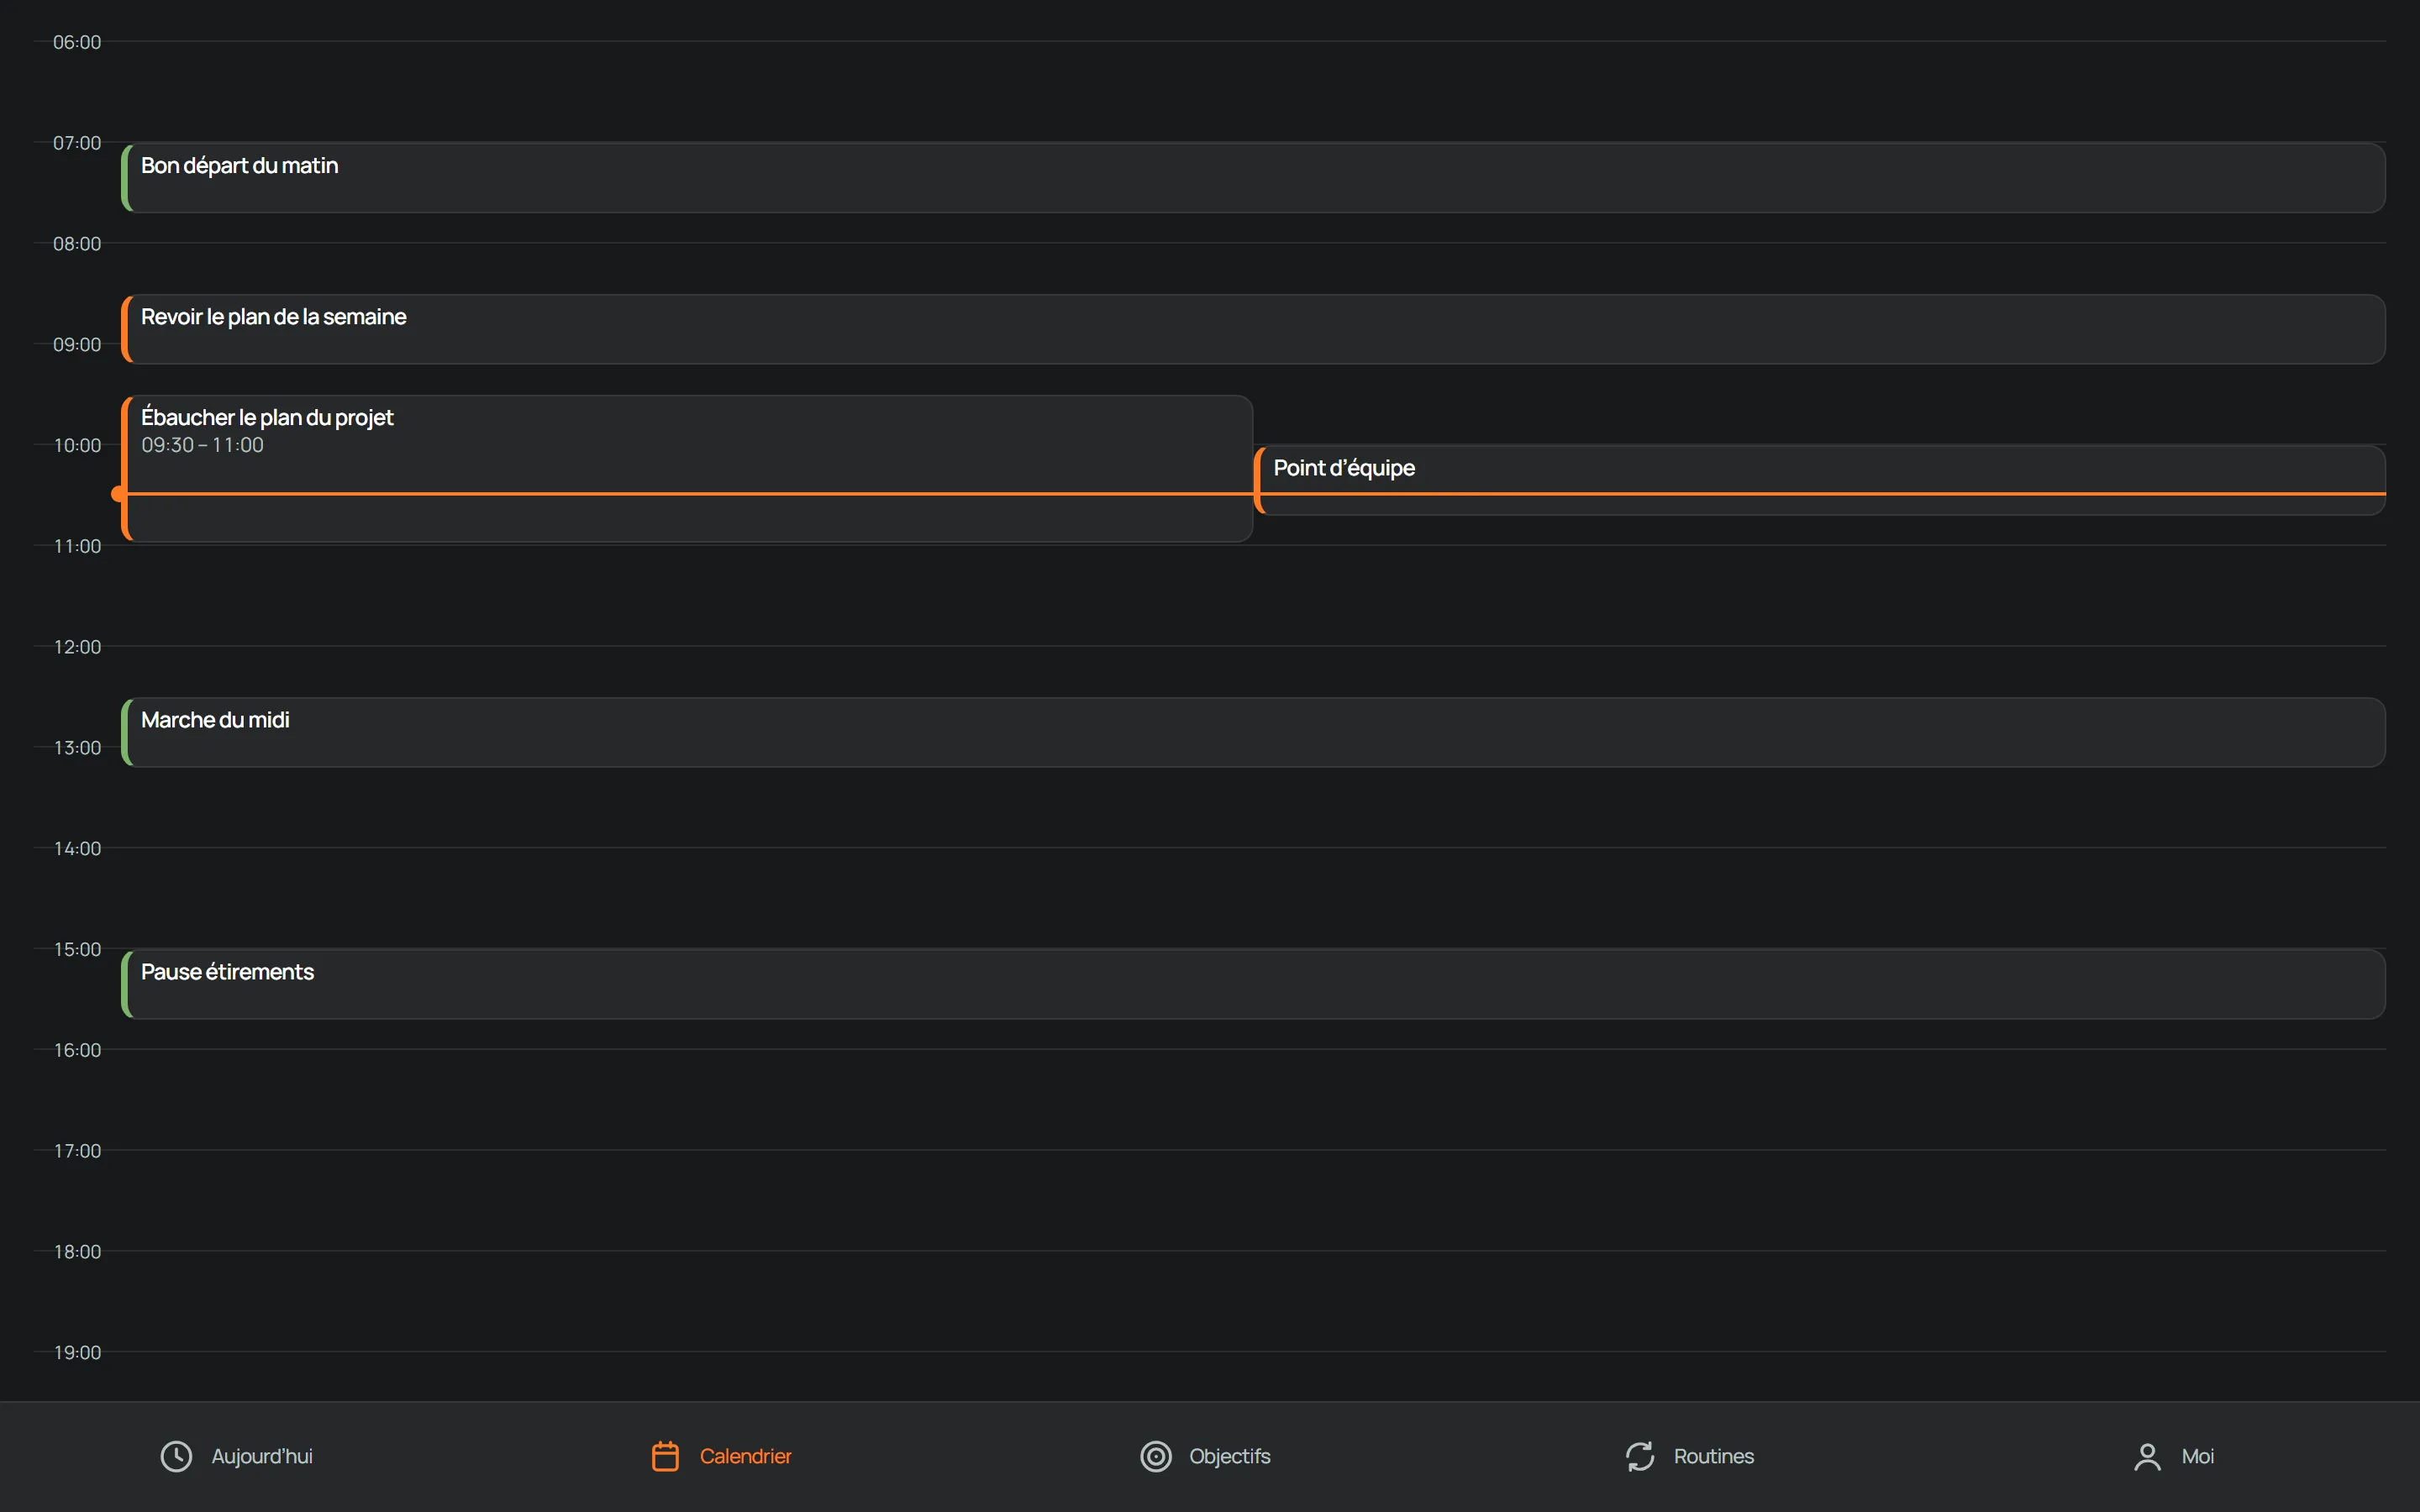 06:00
07:00
Bon départ du matin
08:00
Revoir le plan de la semaine
09:00
Ébaucher le plan du projet
09:30 – 11:00
10:00
Point d’équipe
11:00
12:00
Marche du midi
13:00
14:00
15:00
Pause étirements
16:00
17:00
18:00
19:00
Aujourd’hui
Calendrier
Objectifs
Routines
Moi